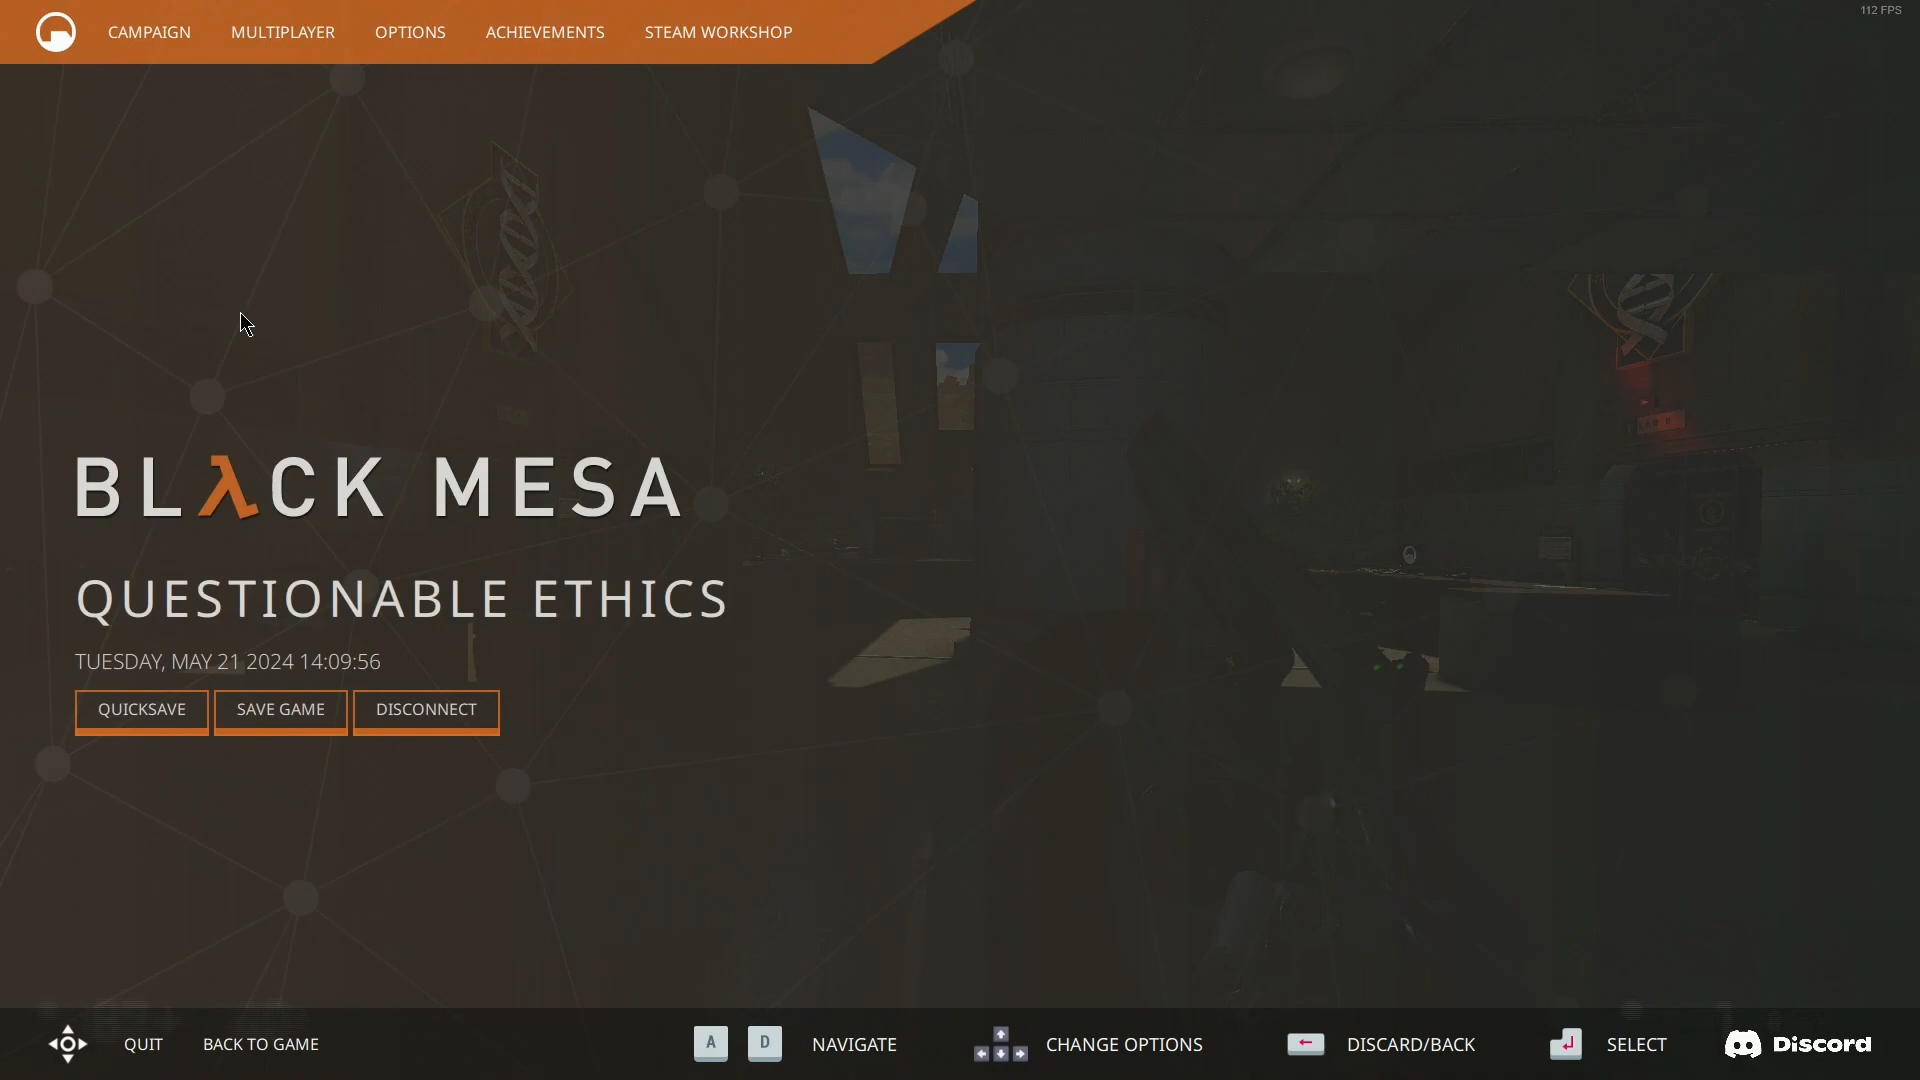 CAMPAIGN MULTIPLAYER OPTIONS ACHIEVEMENTS STEAM WORKSHOP
112 FPS
BLλCK MESA
QUESTIONABLE ETHICS
TUESDAY, MAY 21 2024 14:09:56
QUICKSAVE SAVE GAME DISCONNECT
QUIT BACK TO GAME A D NAVIGATE CHANGE OPTIONS DISCARD/BACK SELECT Discord